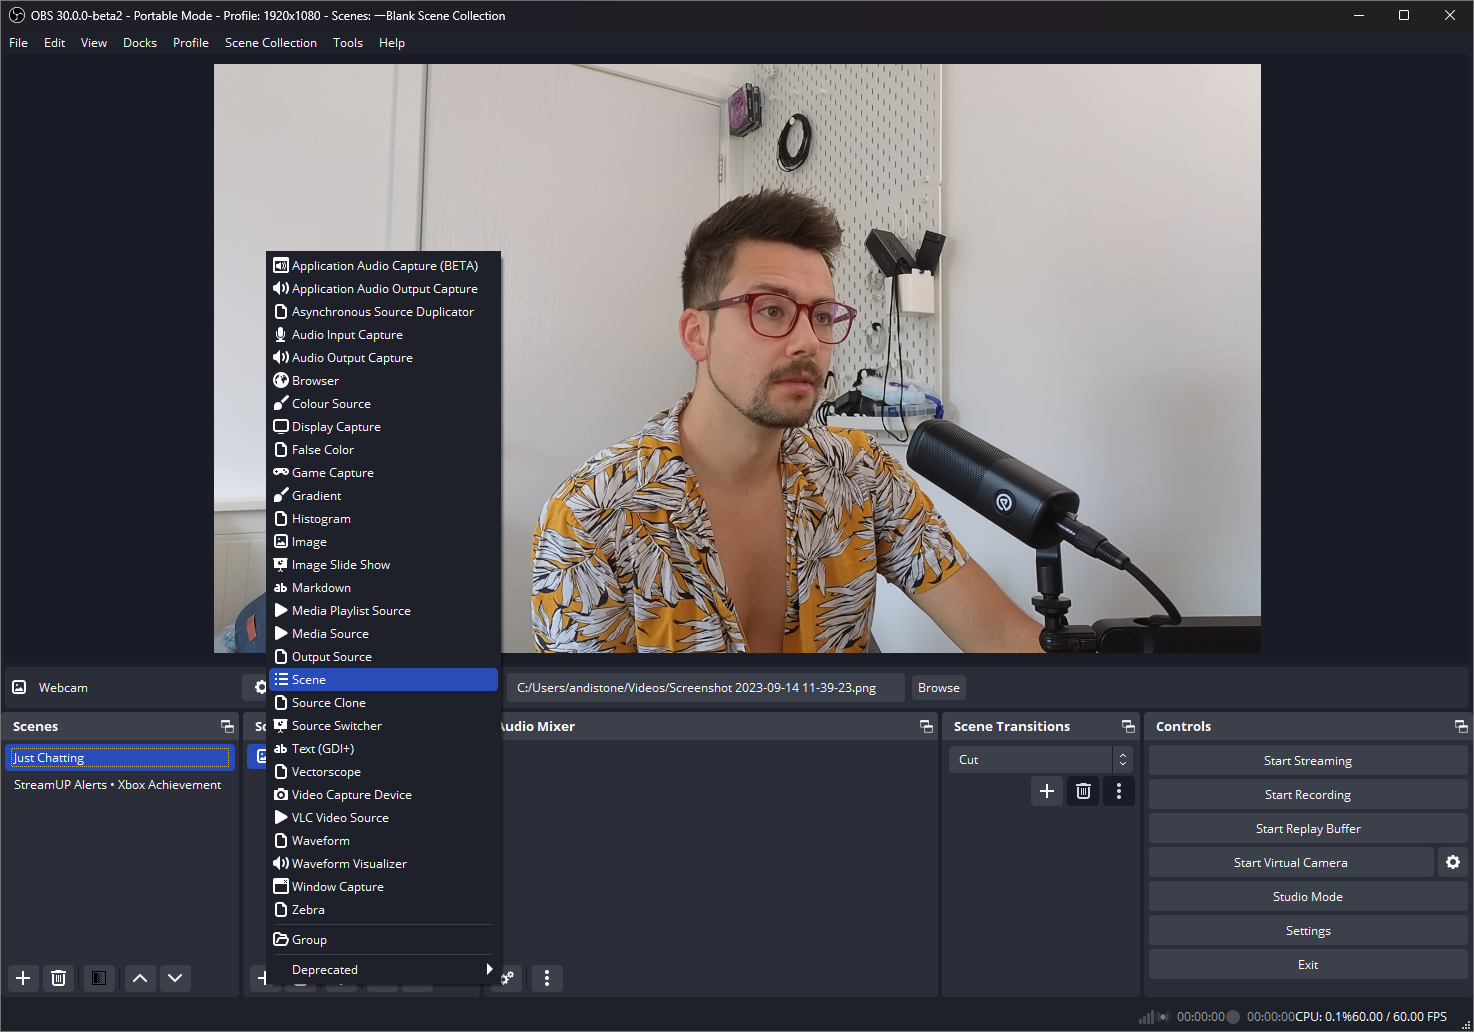 OBS 30.0.0-beta2 - Portable Mode - Profile: 1920x1080 - Scenes: —Blank Scene Collection
File Edit View Docks Profile Scene Collection Tools Help
Application Audio Capture (BETA)
Application Audio Output Capture
Asynchronous Source Duplicator
Audio Input Capture
Audio Output Capture
Browser
Colour Source
Display Capture
False Color
Game Capture
Gradient
Histogram
Image
Image Slide Show
ab Markdown
Media Playlist Source
Media Source
Output Source
Scene
Source Clone
Source Switcher
ab Text (GDI+)
Vectorscope
Video Capture Device
VLC Video Source
Waveform
Waveform Visualizer
Window Capture
Zebra
Group
Deprecated
Webcam
C:/Users/andistone/Videos/Screenshot 2023-09-14 11-39-23.png
Browse
Scenes
Just Chatting
StreamUP Alerts • Xbox Achievement
So
Audio Mixer
Scene Transitions
Cut
Controls
Start Streaming
Start Recording
Start Replay Buffer
Start Virtual Camera
Studio Mode
Settings
Exit
00:00:00 00:00:00 CPU: 0.1% 60.00 / 60.00 FPS